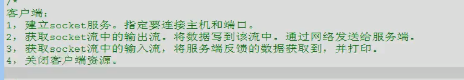 /*
客户端：
1，建立socket服务。指定要连接主机和端口。
2，获取socket流中的输出流。将数据写到该流中。通过网络发送给服务端。
3，获取socket流中的输入流，将服务端反馈的数据获取到，并打印。
4，关闭客户端资源。